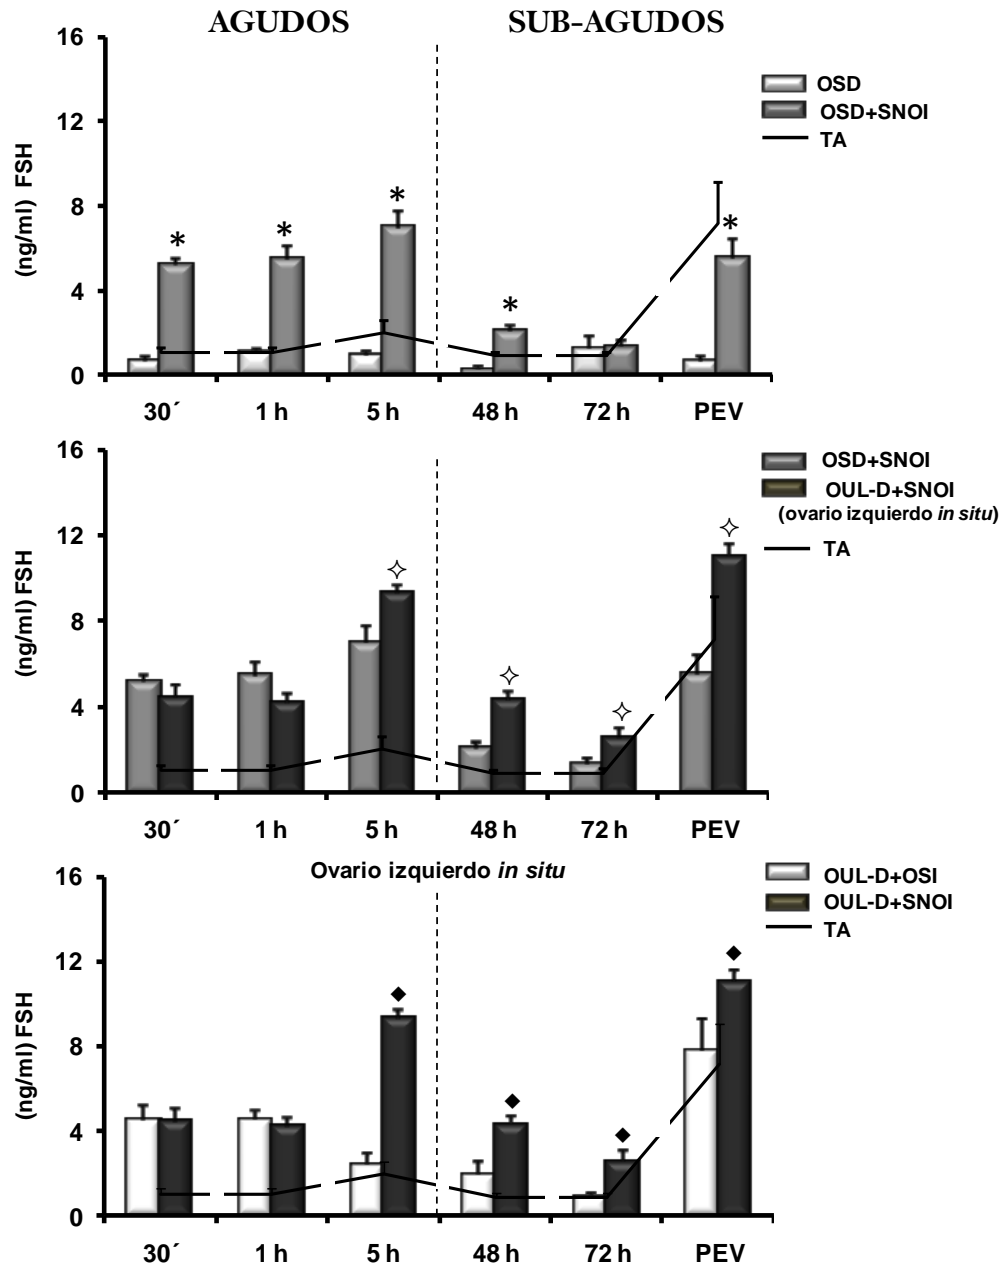 AGUDOS SUB-AGUDOS
16
12
8
4
0
(ng/ml) FSH
OSD
OSD+SNOI
TA
* * * * *
30´ 1 h 5 h 48 h 72 h PEV
16
12
8
4
0
(ng/ml) FSH
OSD+SNOI
OUL-D+SNOI
(ovario izquierdo in situ)
TA
30´ 1 h 5 h 48 h 72 h PEV
Ovario izquierdo in situ
16
12
8
4
0
(ng/ml) FSH
OUL-D+OSI
OUL-D+SNOI
TA
30´ 1 h 5 h 48 h 72 h PEV